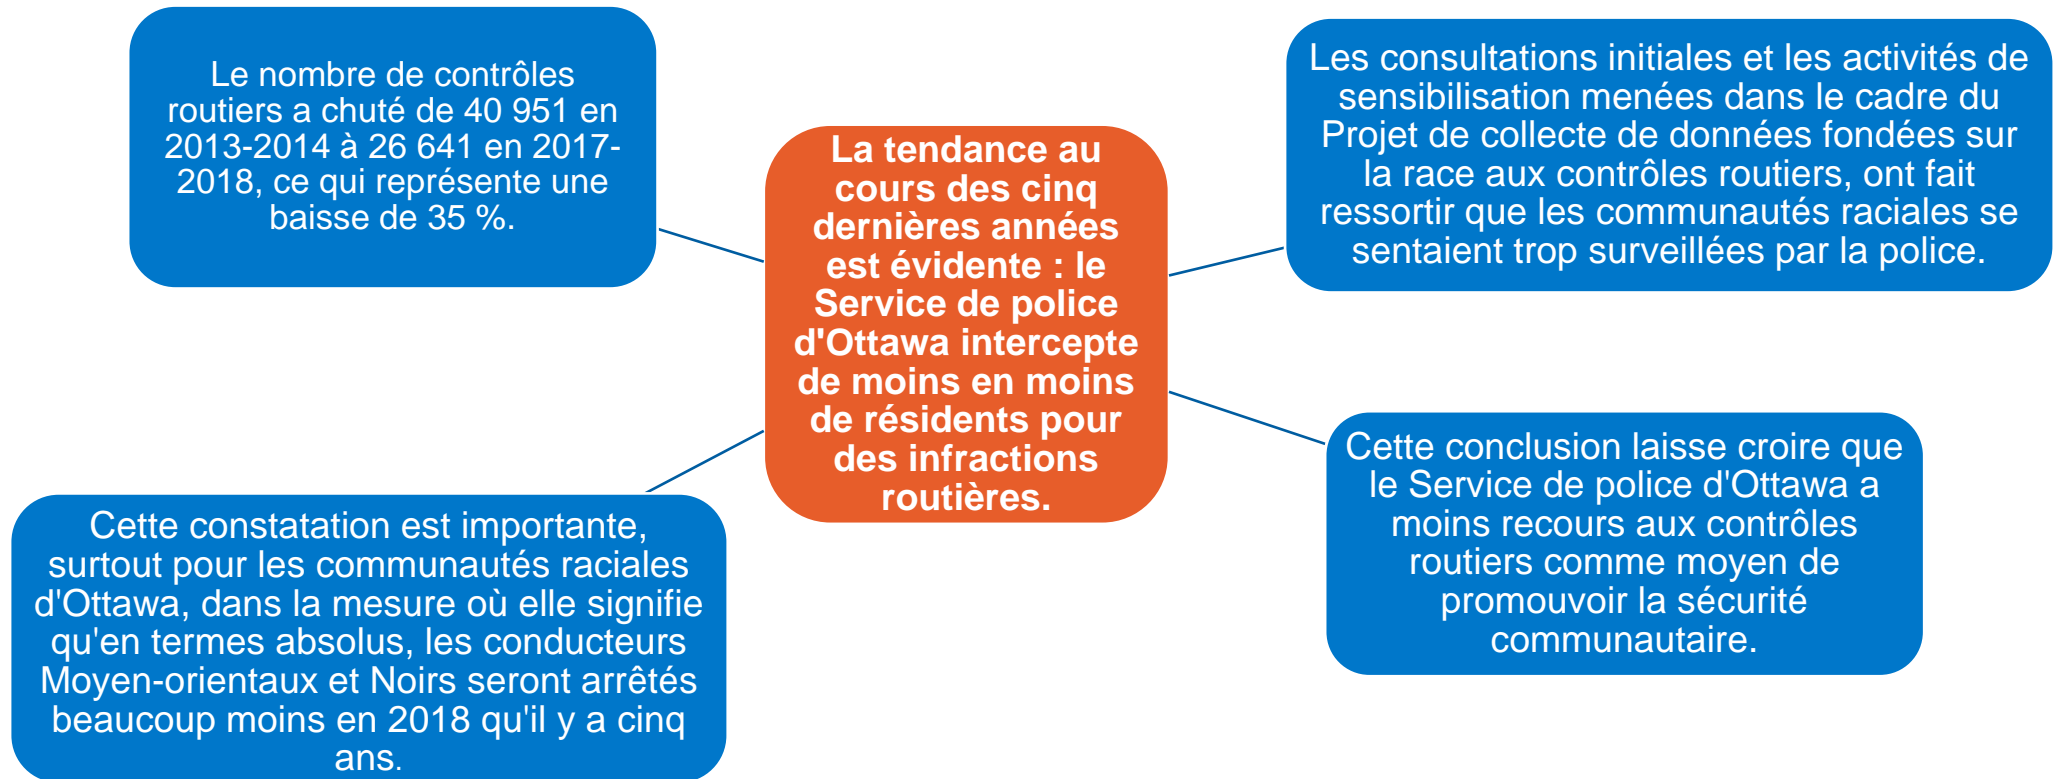 Le nombre de contrôles
routiers a chuté de 40 951 en
2013-2014 à 26 641 en 2017-
2018, ce qui représente une
baisse de 35 %.
La tendance au
cours des cinq
dernières années
est évidente : le
Service de police
d'Ottawa intercepte
de moins en moins
de résidents pour
des infractions
routières.
Les consultations initiales et les activités de
sensibilisation menées dans le cadre du
Projet de collecte de données fondées sur
la race aux contrôles routiers, ont fait
ressortir que les communautés raciales se
sentaient trop surveillées par la police.
Cette constatation est importante,
surtout pour les communautés raciales
d'Ottawa, dans la mesure où elle signifie
qu'en termes absolus, les conducteurs
Moyen-orientaux et Noirs seront arrêtés
beaucoup moins en 2018 qu'il y a cinq
ans.
Cette conclusion laisse croire que
le Service de police d'Ottawa a
moins recours aux contrôles
routiers comme moyen de
promouvoir la sécurité
communautaire.